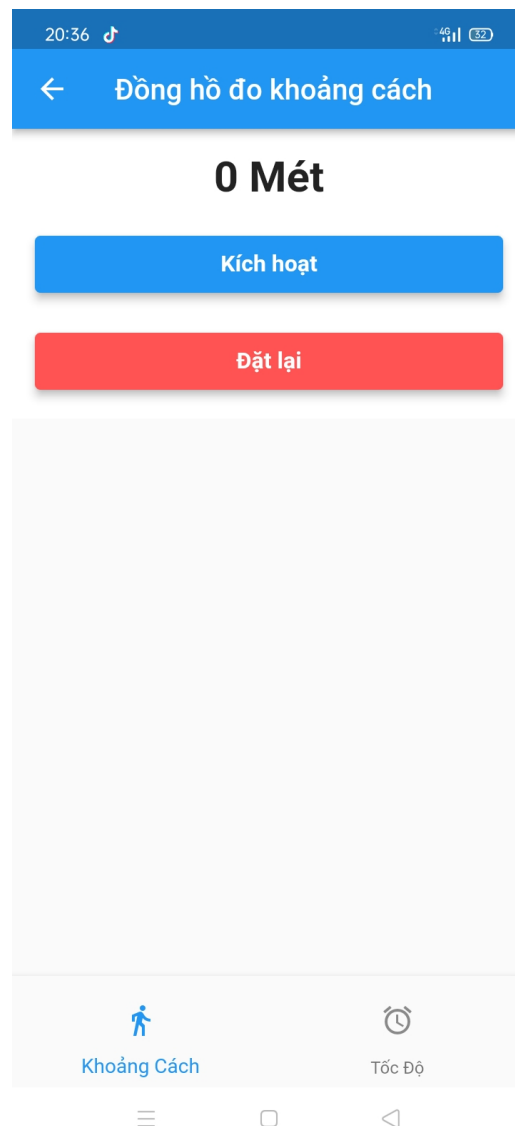 20:36 4G 32
Đồng hồ đo khoảng cách
0 Mét
Kích hoạt
Đặt lại
Khoảng Cách Tốc Độ